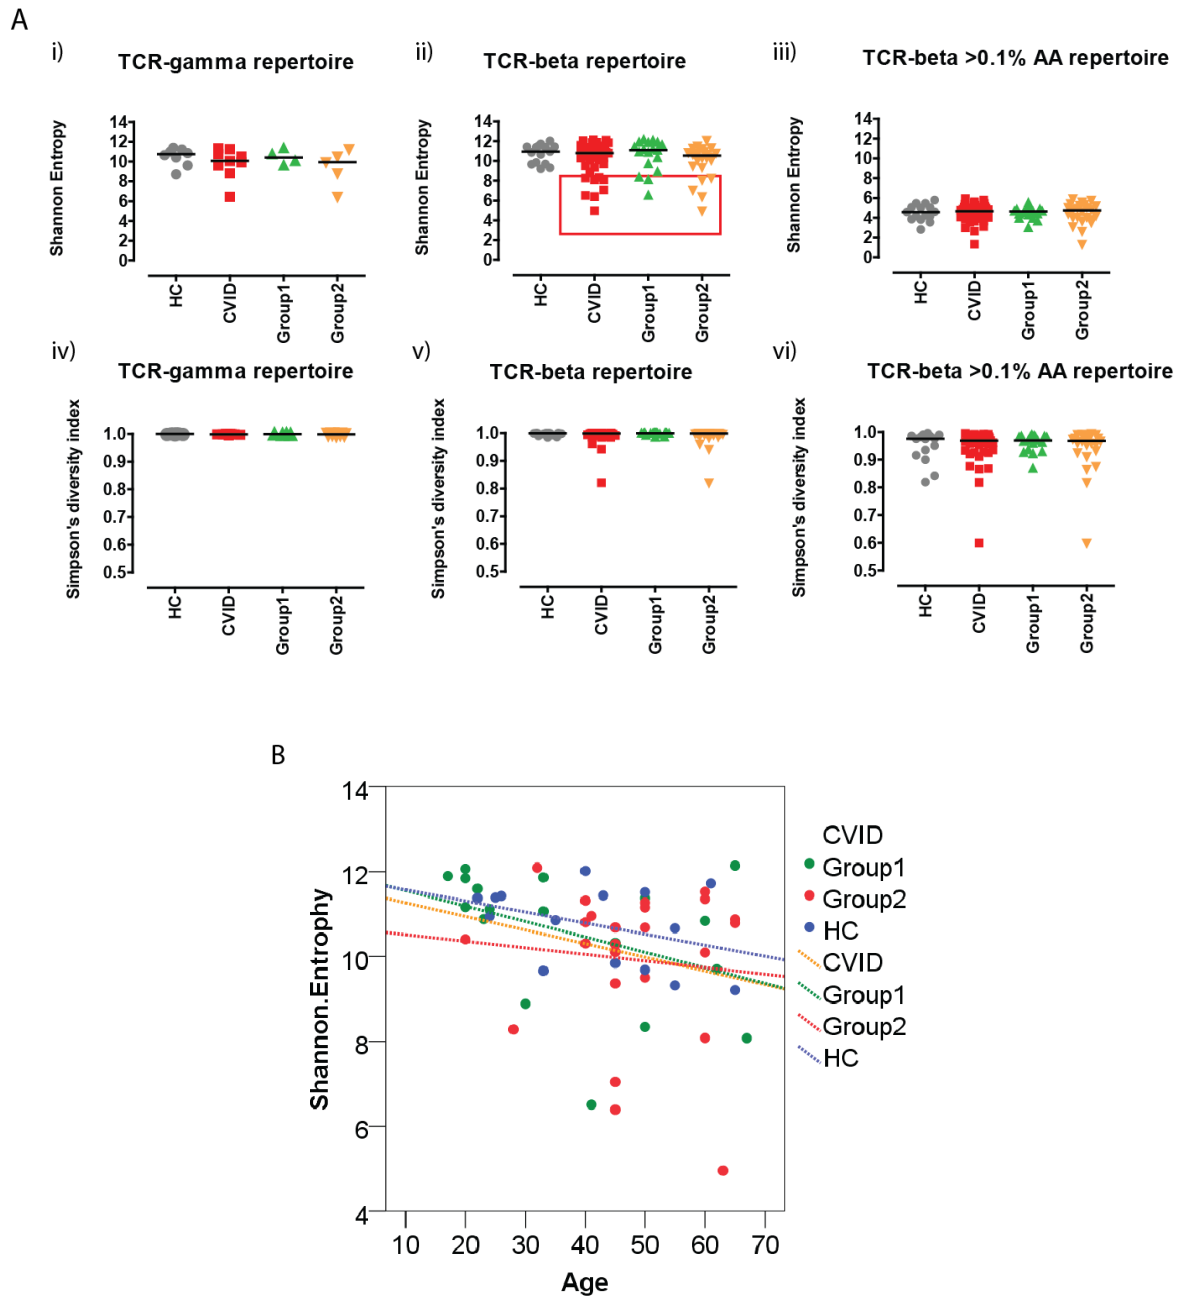 A
i) ii) iii)
TCR-gamma repertoire TCR-beta repertoire TCR-beta >0.1% AA repertoire
Shannon Entropy
14
12
10
8
6
4
2
0
HC CVID Group1 Group2
Shannon Entropy
14
12
10
8
6
4
2
0
HC CVID Group1 Group2
Shannon Entropy
14
12
10
8
6
4
2
0
HC CVID Group1 Group2
iv) v) vi)
TCR-gamma repertoire TCR-beta repertoire TCR-beta >0.1% AA repertoire
Simpson's diversity index
1.0
0.9
0.8
0.7
0.6
0.5
HC CVID Group1 Group2
Simpson's diversity index
1.0
0.9
0.8
0.7
0.6
0.5
HC CVID Group1 Group2
Simpson's diversity index
1.0
0.9
0.8
0.7
0.6
0.5
HC CVID Group1 Group2
B
Shannon.Entrophy
14
12
10
8
6
4
10 20 30 40 50 60 70
Age
CVID
Group1
Group2
HC
CVID
Group1
Group2
HC